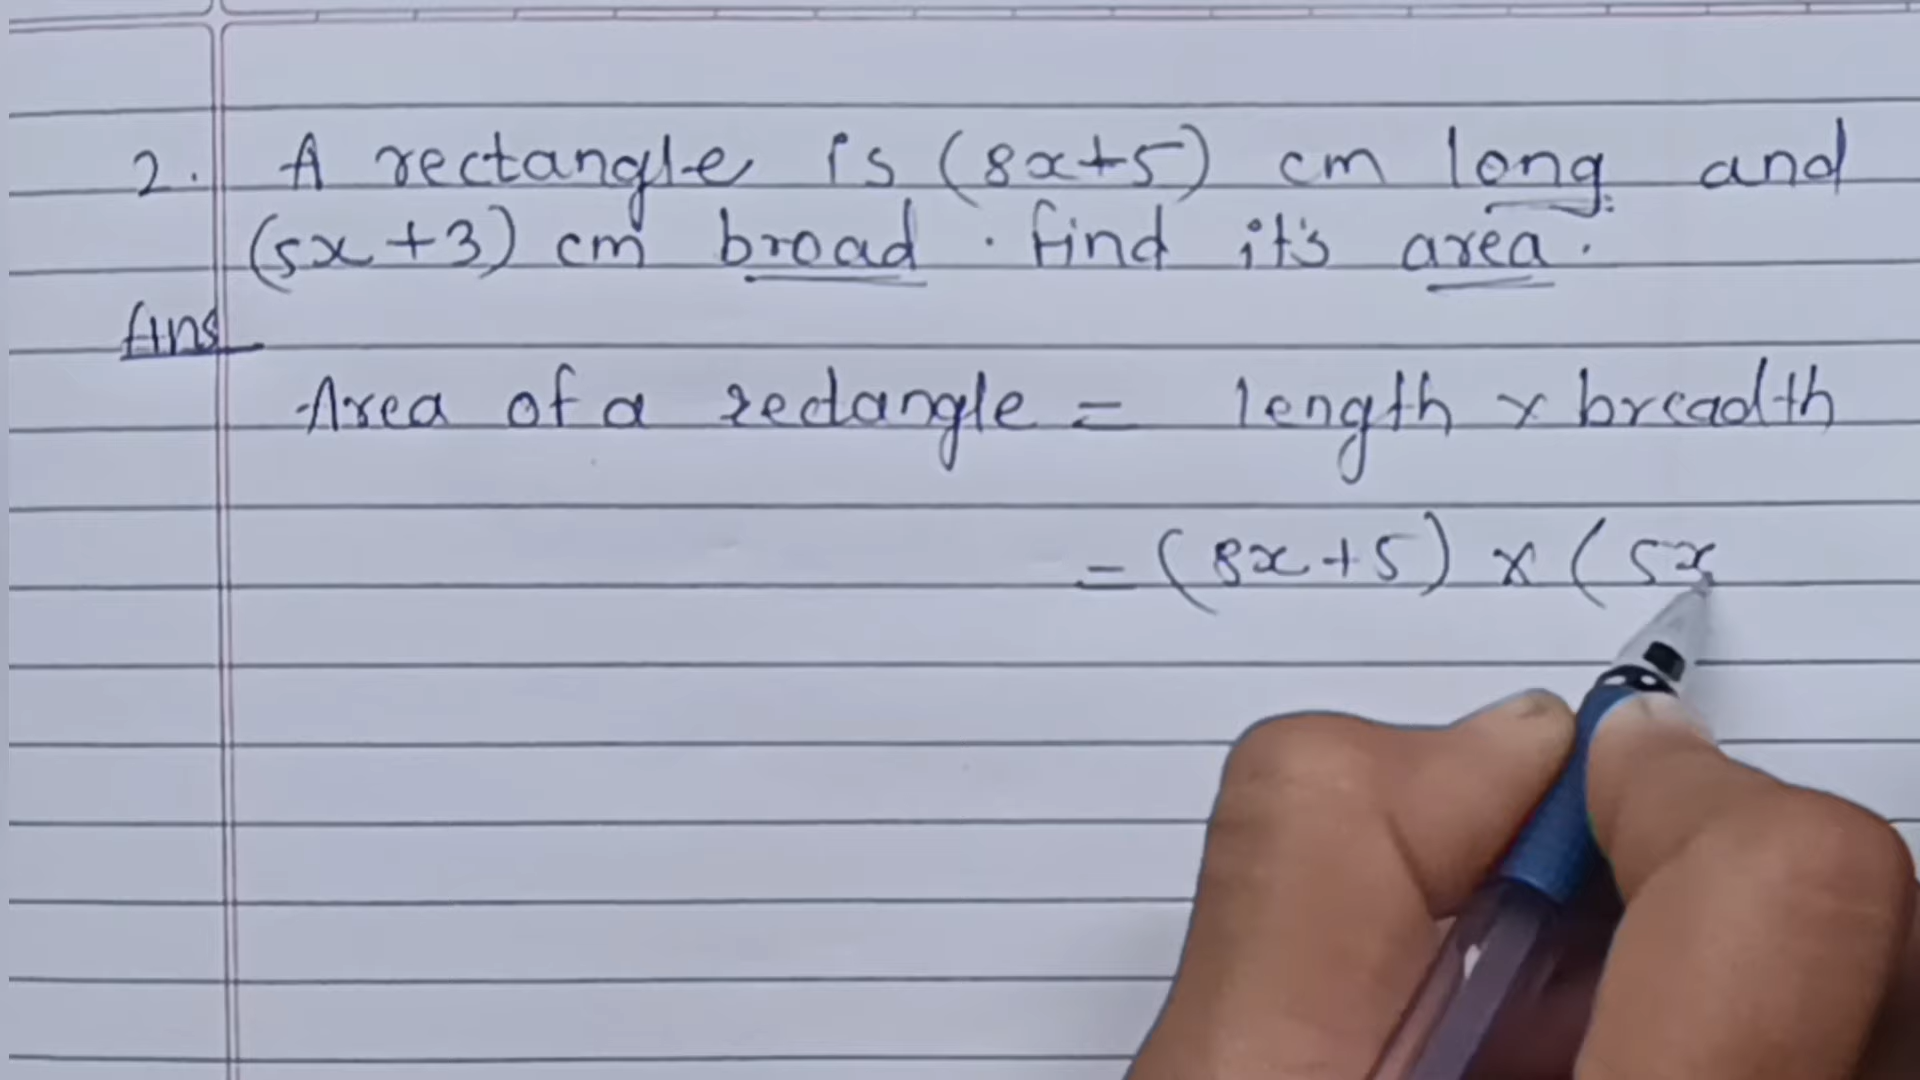 2. A rectangle is (8x+5) cm long and
(5x+3) cm broad. find it's area.
Ans
Area of a rectangle = length × breadth
= (8x+5) × (5x